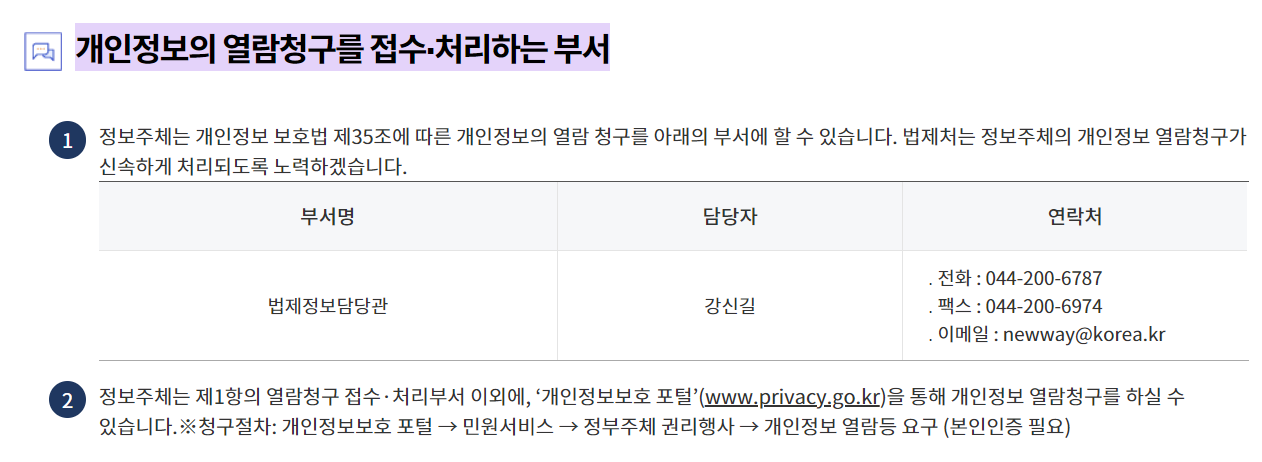 개인정보의 열람청구를 접수·처리하는 부서
1 정보주체는 개인정보 보호법 제35조에 따른 개인정보의 열람 청구를 아래의 부서에 할 수 있습니다. 법제처는 정보주체의 개인정보 열람청구가
신속하게 처리되도록 노력하겠습니다.
부서명 담당자 연락처
법제정보담당관 강신길
. 전화 : 044-200-6787
. 팩스 : 044-200-6974
. 이메일 : newway@korea.kr
2 정보주체는 제1항의 열람청구 접수·처리부서 이외에, ‘개인정보보호 포털’(www.privacy.go.kr)을 통해 개인정보 열람청구를 하실 수
있습니다.※청구절차: 개인정보보호 포털 → 민원서비스 → 정부주체 권리행사 → 개인정보 열람등 요구 (본인인증 필요)